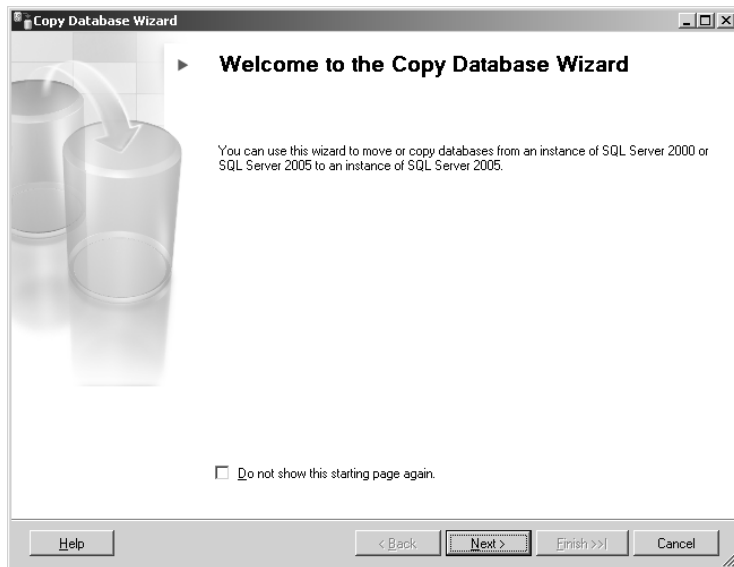 Copy Database Wizard
Welcome to the Copy Database Wizard
You can use this wizard to move or copy databases from an instance of SQL Server 2000 or
SQL Server 2005 to an instance of SQL Server 2005.
Do not show this starting page again.
Help
< Back
Next >
Finish >>|
Cancel